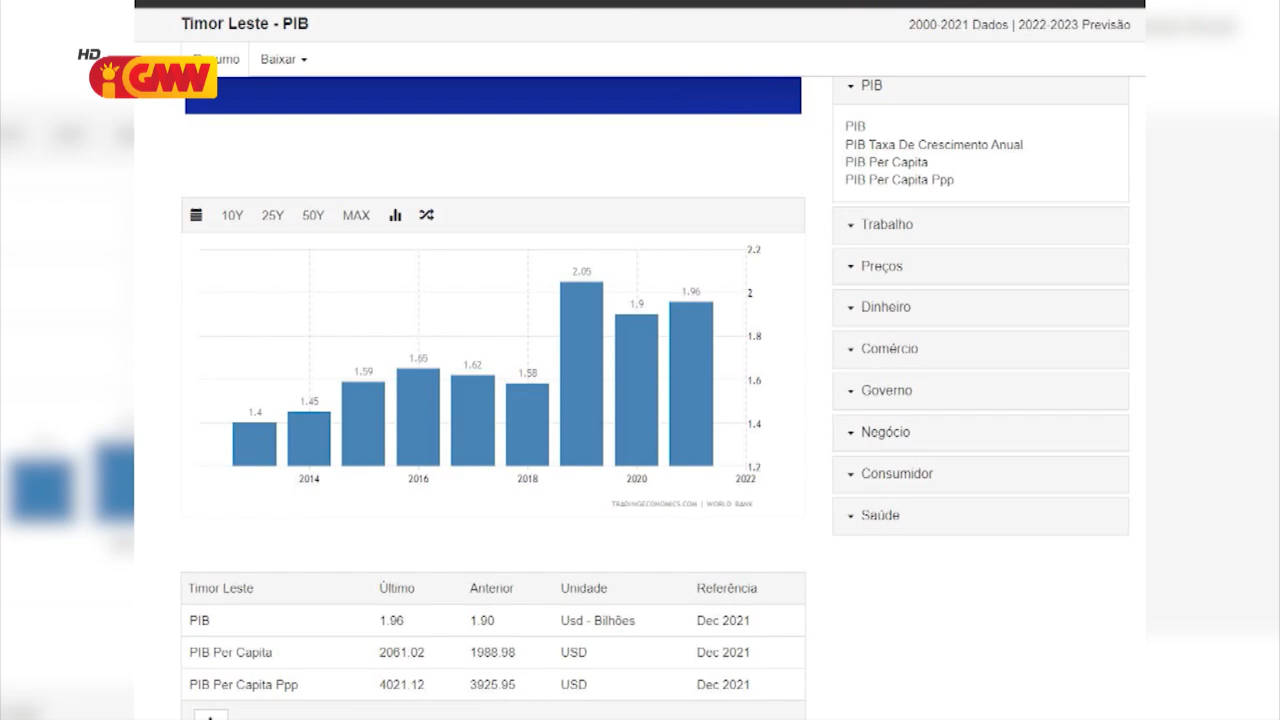 Timor Leste - PIB
2000-2021 Dados | 2022-2023 Previsão
HD
iGMW
Baixar
PIB
PIB
PIB Taxa De Crescimento Anual
PIB Per Capita
PIB Per Capita Ppp
10Y 25Y 50Y MAX
Trabalho
Preços
Dinheiro
Comércio
Governo
Negócio
Consumidor
Saúde
2.2
2
1.8
1.6
1.4
1.2
1.4 1.45 1.59 1.65 1.62 1.58 2.05 1.9 1.96
2014 2016 2018 2020 2022
TRADINGECONOMICS.COM | WORLD BANK
Timor Leste Último Anterior Unidade Referência
PIB 1.96 1.90 Usd - Bilhões Dec 2021
PIB Per Capita 2061.02 1988.98 USD Dec 2021
PIB Per Capita Ppp 4021.12 3925.95 USD Dec 2021